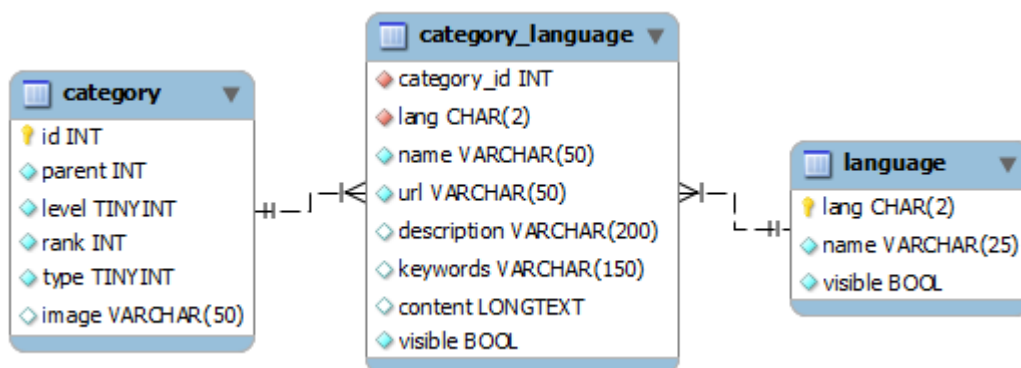 category
id INT
parent INT
level TINYINT
rank INT
type TINYINT
image VARCHAR(50)
category_language
category_id INT
lang CHAR(2)
name VARCHAR(50)
url VARCHAR(50)
description VARCHAR(200)
keywords VARCHAR(150)
content LONGTEXT
visible BOOL
language
lang CHAR(2)
name VARCHAR(25)
visible BOOL